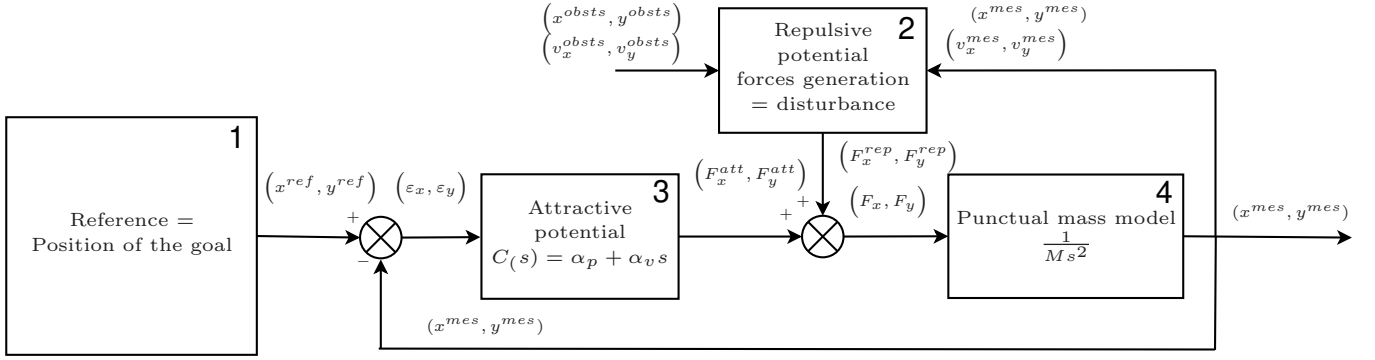 1
Reference =
Position of the goal
(x^{ref}, y^{ref})
+
−
(ε_x, ε_y)
3
Attractive
potential
C_(s) = α_p + α_v s
(x^{obsts}, y^{obsts})
(v_x^{obsts}, v_y^{obsts})
2
Repulsive
potential
forces generation
= disturbance
(x^{mes}, y^{mes})
(v_x^{mes}, v_y^{mes})
(F_x^{att}, F_y^{att})
(F_x^{rep}, F_y^{rep})
+
+
(F_x, F_y)
4
Punctual mass model
\frac{1}{Ms^2}
(x^{mes}, y^{mes})
(x^{mes}, y^{mes})